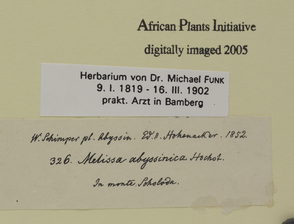 African Plants Initiative
digitally imaged 2005
Herbarium von Dr. Michael FUNK
9. I. 1819 - 16. III. 1902
prakt. Arzt in Bamberg
W. Schimper pl. Abyssin. Ed. R. Hohenacker. 1852.
326. Melissa abyssinica Hochst.
In monte Scholoda.